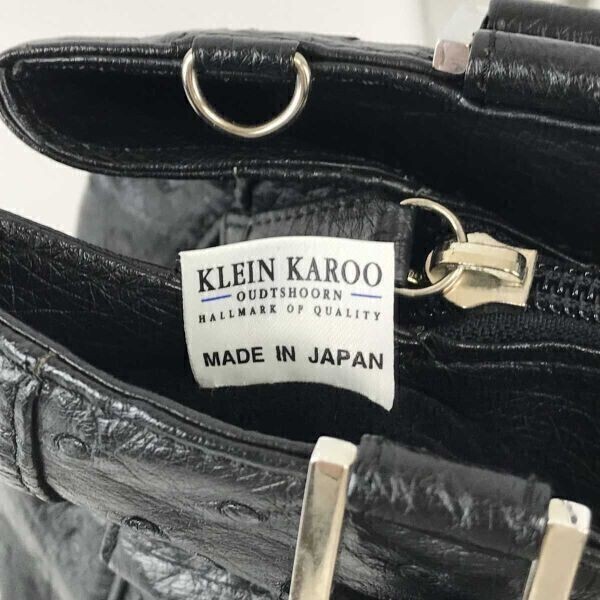 KLEIN KAROO
OUDTSHOORN
HALLMARK OF QUALITY
MADE IN JAPAN